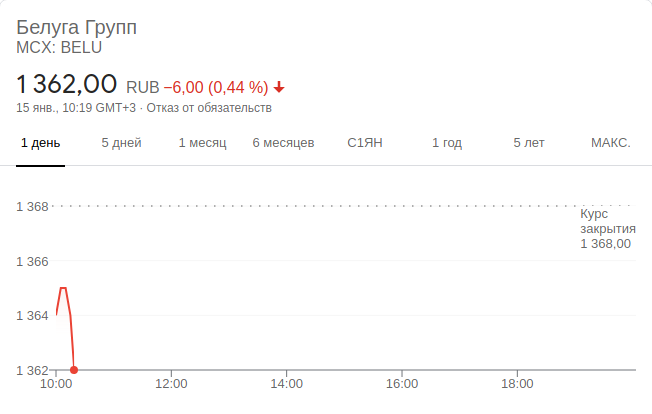 Белуга Групп
MCX: BELU
1 362,00 RUB −6,00 (0,44 %)
15 янв., 10:19 GMT+3 · Отказ от обязательств
1 день 5 дней 1 месяц 6 месяцев С1ЯН 1 год 5 лет МАКС.
1 368
Курс
закрытия
1 368,00
1 366
1 364
1 362
10:00 12:00 14:00 16:00 18:00